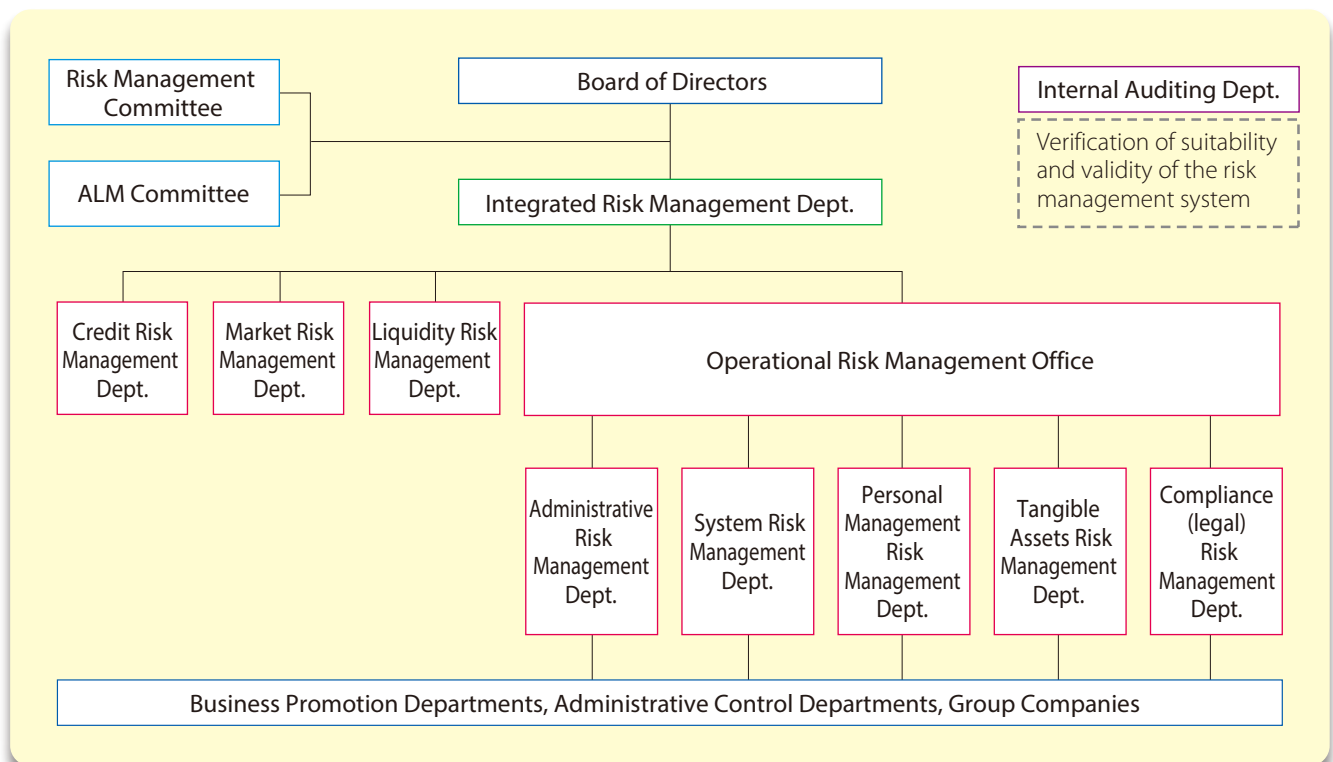 Risk Management
Committee
Board of Directors
Internal Auditing Dept.
Verification of suitability
and validity of the risk
management system
ALM Committee
Integrated Risk Management Dept.
Credit Risk
Management
Dept.
Market Risk
Management
Dept.
Liquidity Risk
Management
Dept.
Operational Risk Management Office
Administrative
Risk
Management
Dept.
System Risk
Management
Dept.
Personal
Management
Risk
Management
Dept.
Tangible
Assets Risk
Management
Dept.
Compliance
(legal)
Risk
Management
Dept.
Business Promotion Departments, Administrative Control Departments, Group Companies